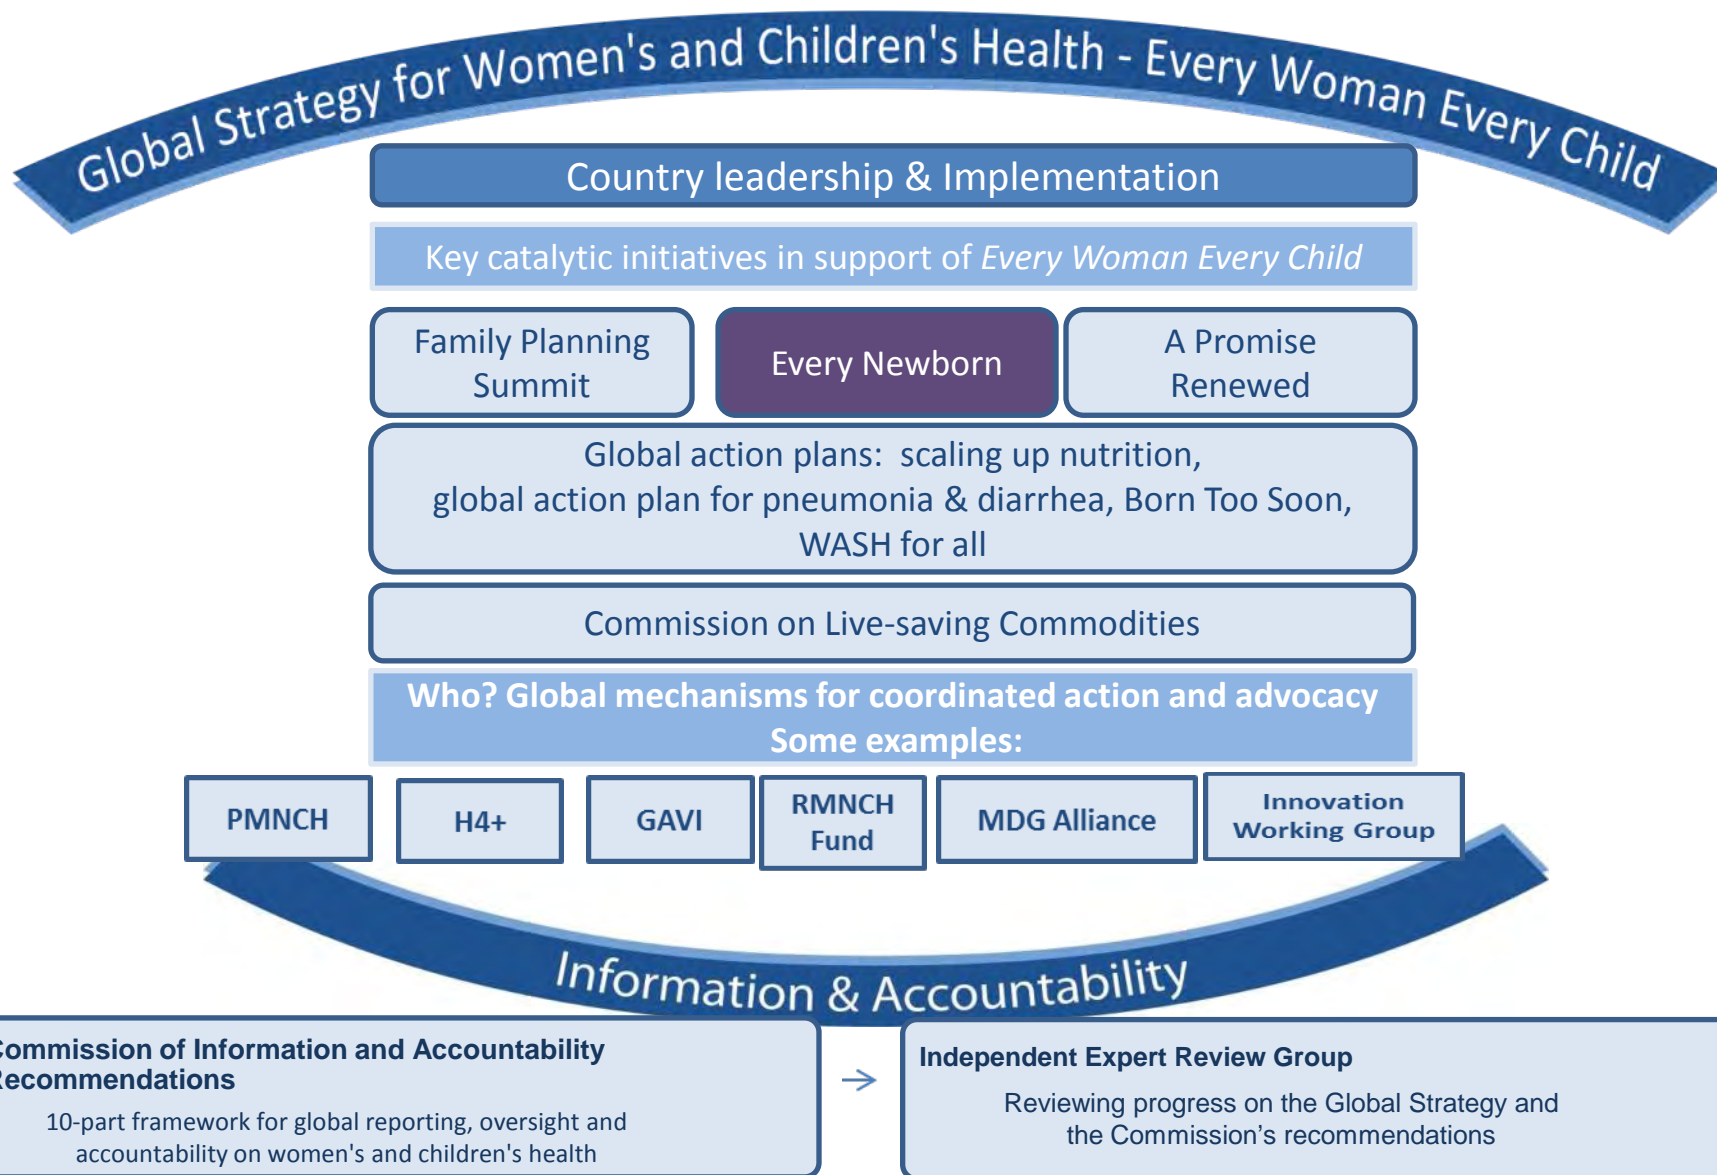 Global Strategy for Women's and Children's Health - Every Woman Every Child
Country leadership & Implementation
Key catalytic initiatives in support of Every Woman Every Child
Family Planning
Summit
Every Newborn
A Promise
Renewed
Global action plans: scaling up nutrition,
global action plan for pneumonia & diarrhea, Born Too Soon,
WASH for all
Commission on Live-saving Commodities
Who? Global mechanisms for coordinated action and advocacy
Some examples:
PMNCH
H4+
GAVI
RMNCH
Fund
MDG Alliance
Innovation
Working Group
Information & Accountability
Commission of Information and Accountability
Recommendations
10-part framework for global reporting, oversight and
accountability on women's and children's health
Independent Expert Review Group
Reviewing progress on the Global Strategy and
the Commission’s recommendations